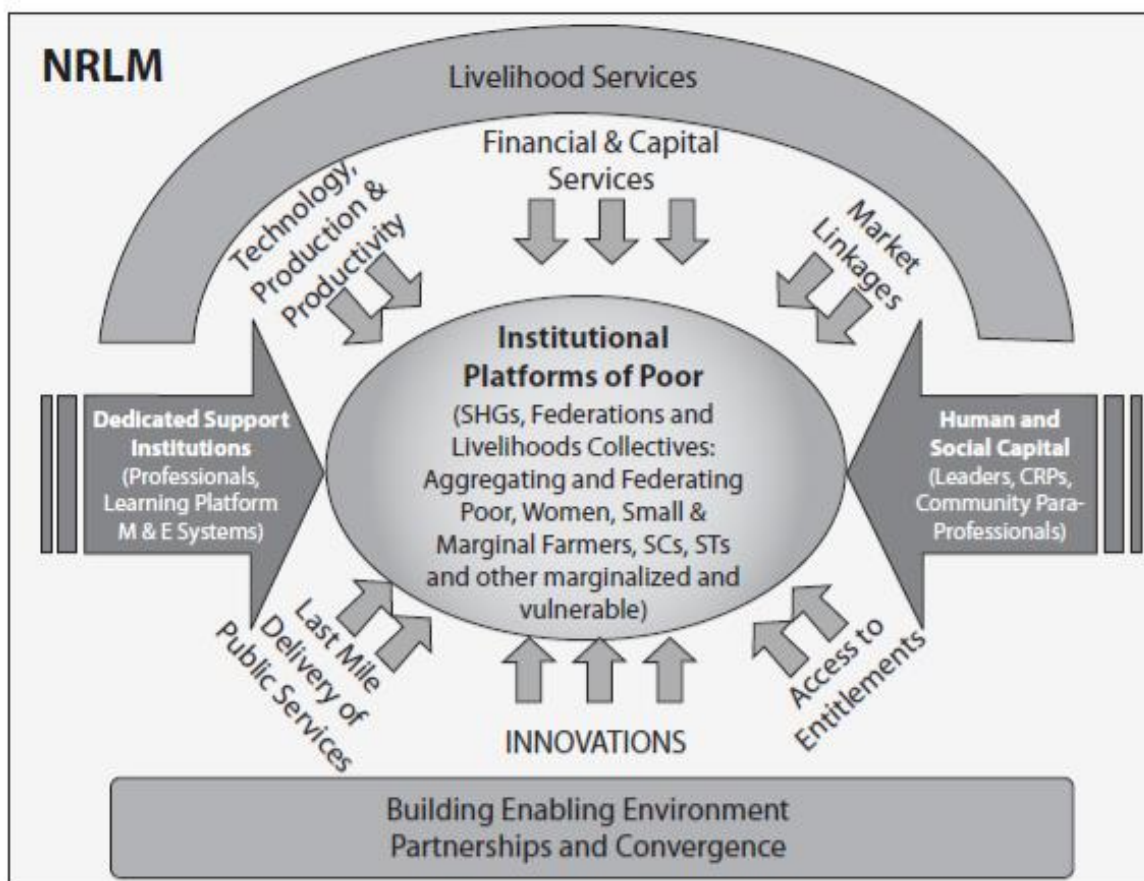 NRLM
Livelihood Services
Financial & Capital
Services
Technology,
Production &
Productivity
Market
Linkages
Institutional
Platforms of Poor
(SHGs, Federations and
Livelihoods Collectives:
Aggregating and Federating
Poor, Women, Small &
Marginal Farmers, SCs, STs
and other marginalized and
vulnerable)
Dedicated Support
Institutions
(Professionals,
Learning Platform
M & E Systems)
Human and
Social Capital
(Leaders, CRPs,
Community Para-
Professionals)
Last Mile
Delivery of
Public Services
INNOVATIONS
Access to
Entitlements
Building Enabling Environment
Partnerships and Convergence